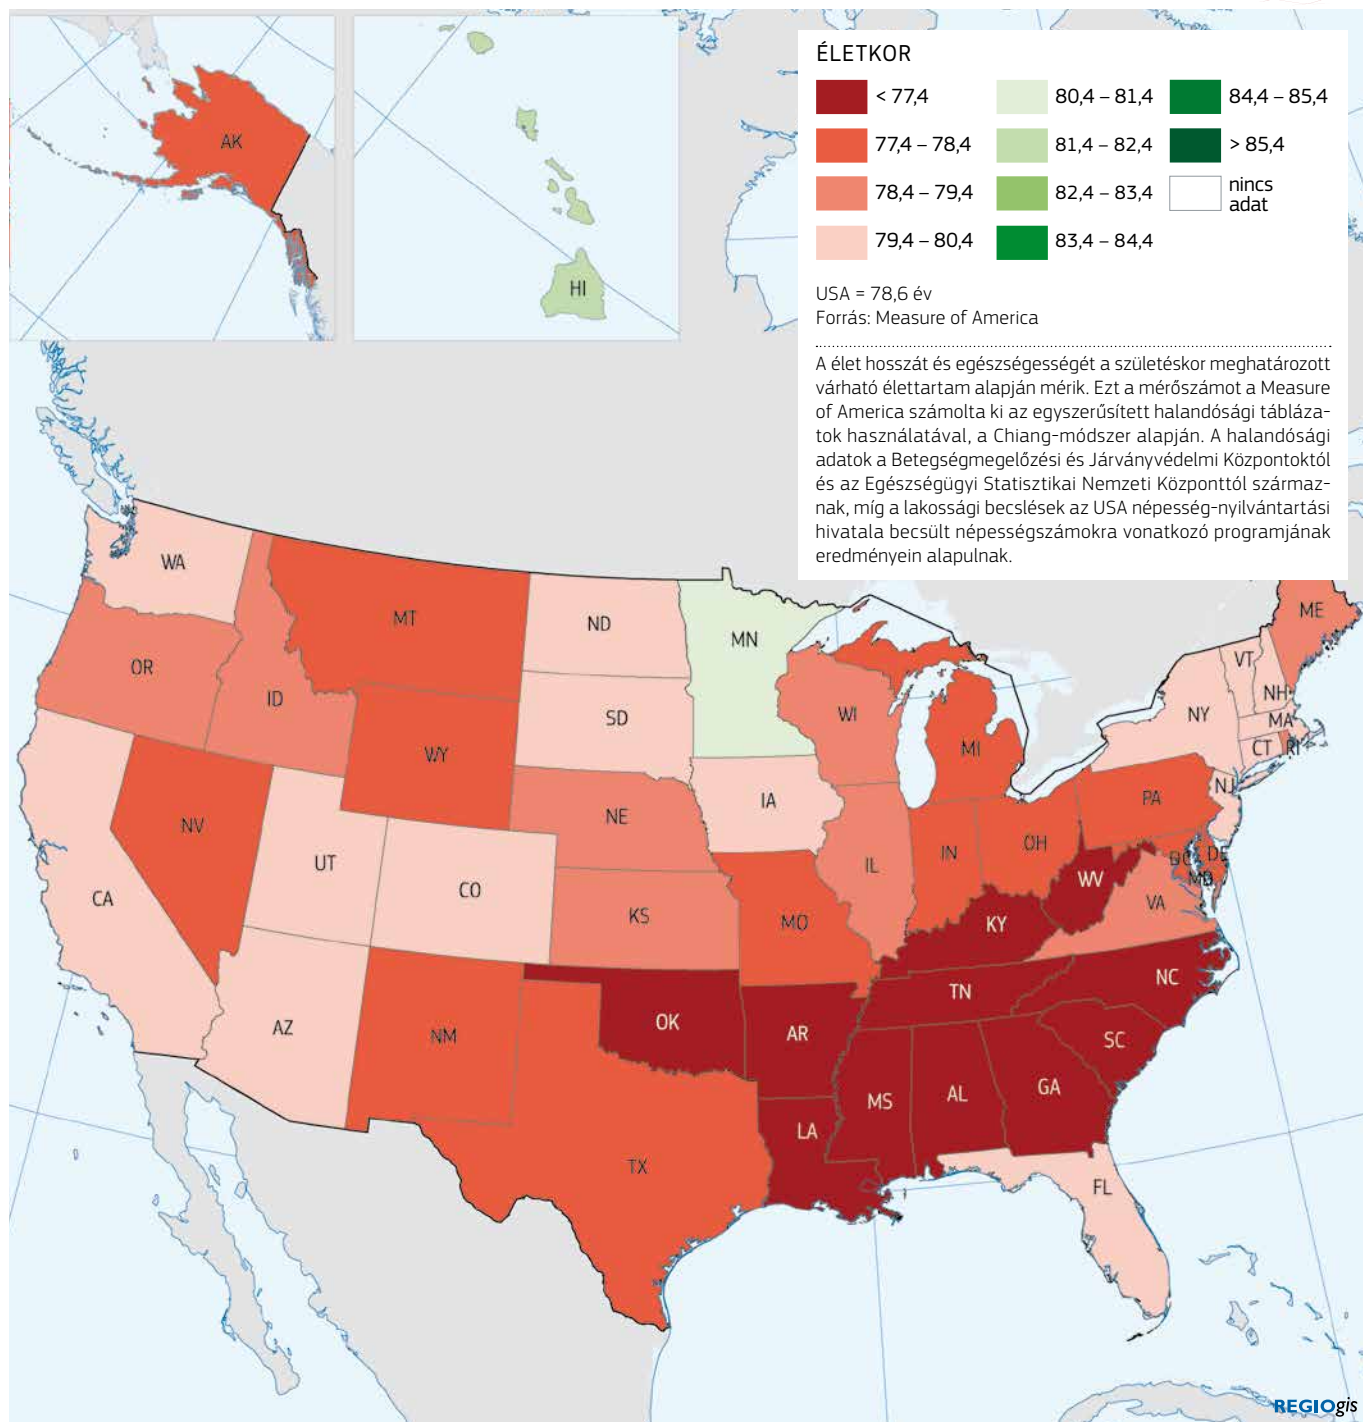 ÉLETKOR
< 77,4
77,4 – 78,4
78,4 – 79,4
79,4 – 80,4
80,4 – 81,4
81,4 – 82,4
82,4 – 83,4
83,4 – 84,4
84,4 – 85,4
> 85,4
nincs
adat
USA = 78,6 év
Forrás: Measure of America
A élet hosszát és egészségességét a születéskor meghatározott
várható élettartam alapján mérik. Ezt a mérőszámot a Measure
of America számolta ki az egyszerűsített halandósági tábláza-
tok használatával, a Chiang-módszer alapján. A halandósági
adatok a Betegségmegelőzési és Járványvédelmi Központoktól
és az Egészségügyi Statisztikai Nemzeti Központtól származ-
nak, míg a lakossági becslések az USA népesség-nyilvántartási
hivatala becsült népességszámokra vonatkozó programjának
eredményein alapulnak.
AK
HI
WA
MT
ND
MN
ME
OR
ID
SD
WI
VT
NH
NY
MA
CT
RI
WY
MI
NV
NE
IA
PA
NJ
UT
CO
IL
IN
OH
DC
DE
MD
CA
KS
MO
WV
VA
KY
AZ
NM
OK
AR
TN
NC
SC
TX
LA
MS
AL
GA
FL
REGIOgis